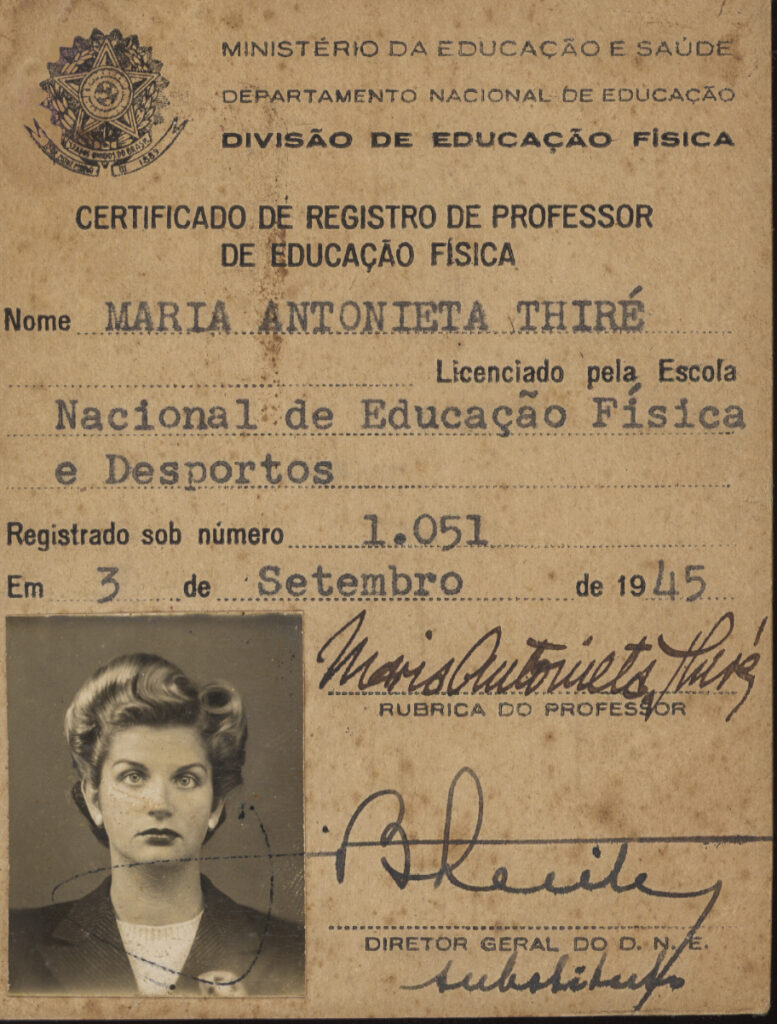 MINISTÉRIO DA EDUCAÇÃO E SAÚDE
DEPARTAMENTO NACIONAL DE EDUCAÇÃO
DIVISÃO DE EDUCAÇÃO FÍSICA
CERTIFICADO DE REGISTRO DE PROFESSOR
DE EDUCAÇÃO FÍSICA
Nome MARIA ANTONIETA THIRÉ
Licenciado pela Escola
Nacional de Educação Física
e Desportos
Registrado sob número 1.051
Em 3 de Setembro de 1945
Maria Antonieta Thiré
RUBRICA DO PROFESSOR
DIRETOR GERAL DO D. N. E.
substituto